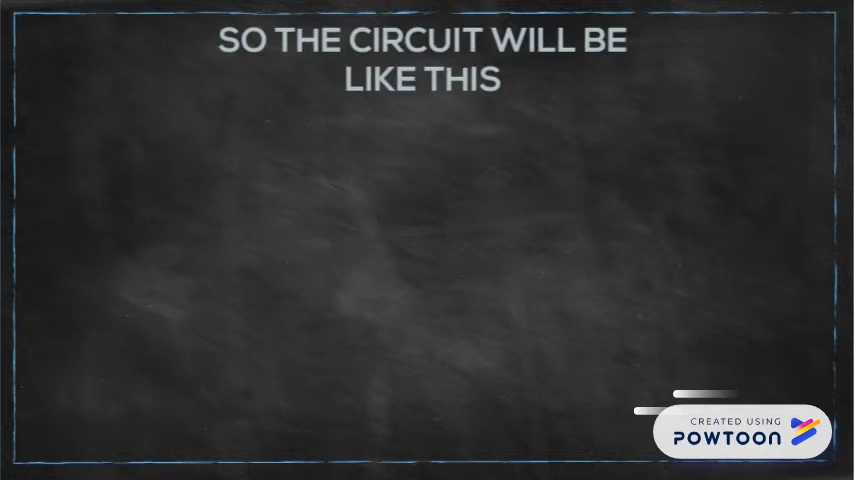 SO THE CIRCUIT WILL BE
LIKE THIS
CREATED USING
POWTOON